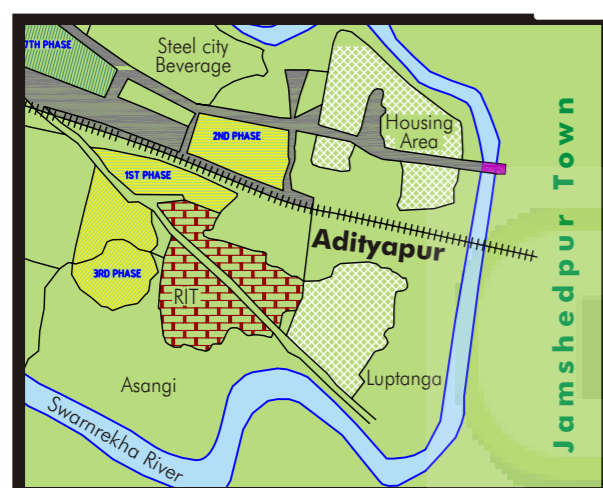 7TH PHASE
Steel city
Beverage
2ND PHASE
Housing
Area
1ST PHASE
Adityapur
3RD PHASE
RIT
Asangi
Luptanga
Swarnrekha River
Jamshedpur Town